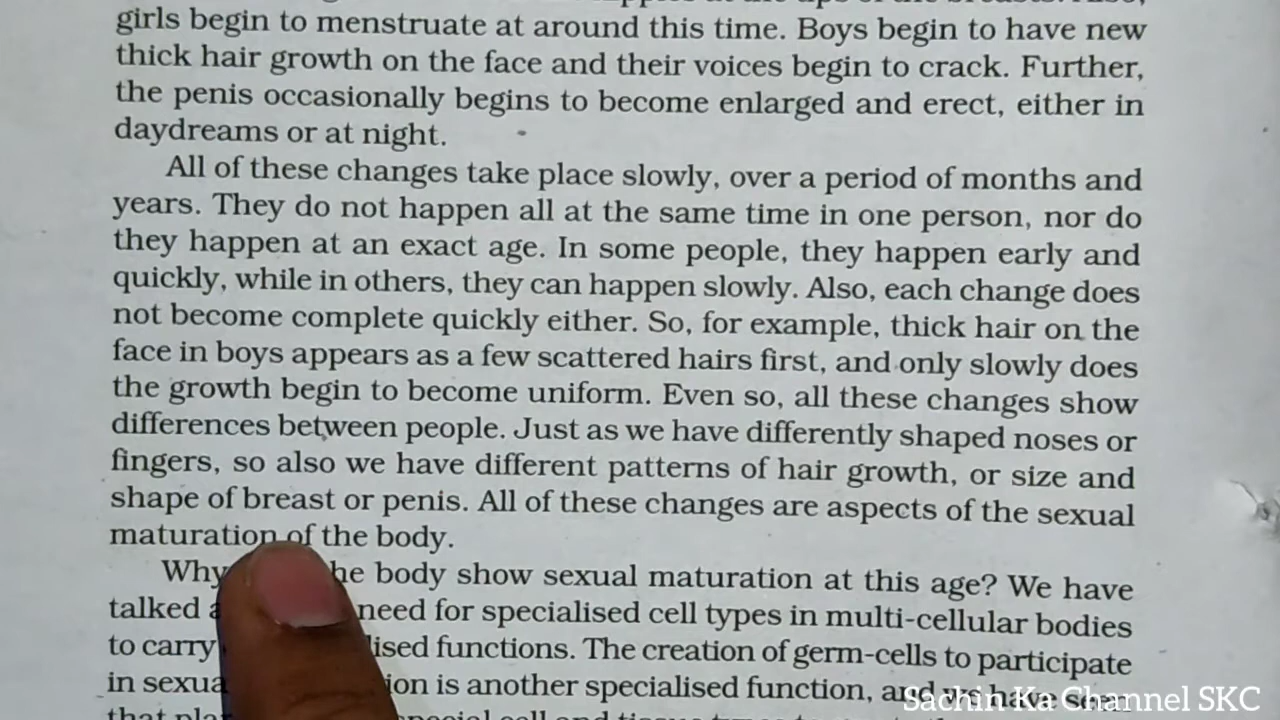 girls begin to menstruate at around this time. Boys begin to have new
thick hair growth on the face and their voices begin to crack. Further,
the penis occasionally begins to become enlarged and erect, either in
daydreams or at night.
All of these changes take place slowly, over a period of months and
years. They do not happen all at the same time in one person, nor do
they happen at an exact age. In some people, they happen early and
quickly, while in others, they can happen slowly. Also, each change does
not become complete quickly either. So, for example, thick hair on the
face in boys appears as a few scattered hairs first, and only slowly does
the growth begin to become uniform. Even so, all these changes show
differences between people. Just as we have differently shaped noses or
fingers, so also we have different patterns of hair growth, or size and
shape of breast or penis. All of these changes are aspects of the sexual
maturation of the body.
Why he body show sexual maturation at this age? We have
talked need for specialised cell types in multi-cellular bodies
to carry ised functions. The creation of germ-cells to participate
in sexua ion is another specialised function, and we have seen
Sachin Ka Channel SKC